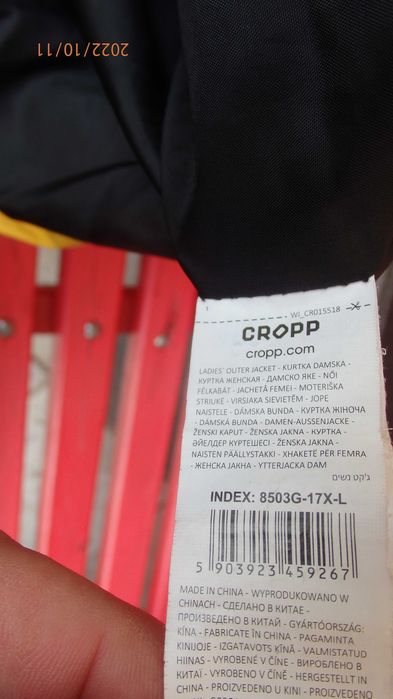 2022/10/11
1
WI_CR015518
CROPP
cropp.com
LADIES' OUTER JACKET - KURTKA DAMSKA -
КУРТКА ЖЕНСКАЯ - ДАМСКО ЯКЕ - NŐI
FÉLKABÁT - JACHETĂ FEMEI - MOTERIŠKA
STRIUKĖ - VIRSJAKA SIEVIETĒM - JOPE
NAISTELE - DÁMSKA BUNDA - КУРТКА ЖІНОЧА
- DÁMSKÁ BUNDA - DAMEN-AUSSENJACKE -
ŽENSKI KAPUT - ŽENSKA JAKNA - КУРТКА -
ӘЙЕЛДЕР КУРТЕШЕСІ - ŽENSKA JAKNA -
NAISTEN PÄÄLLYSTAKKI - XHAKETË PËR FEMRA
- ЖЕНСКА ЈАКНА - YTTERJACKA DAM
ג'קט נשים
INDEX: 8503G-17X-L
5 903923 459267
MADE IN CHINA - WYPRODUKOWANO W
CHINACH - СДЕЛАНО В КИТАЕ -
ПРОИЗВЕДЕНО В КИТАЙ - GYÁRTÓORSZÁG:
KÍNA - FABRICATE ÎN CHINA - PAGAMINTA
KINIJOJE - IZGATAVOTS ĶĪNĀ - VALMISTATUD
HIINAS - VYROBENÉ V ČÍNE - ВИРОБЛЕНО В
КИТАЇ - VYROBENO V ČÍNĚ - HERGESTELLT IN
CHINA - PROIZVEDENO U KINI - PROIZVEDENO